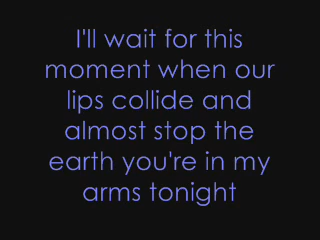 I'll wait for this
moment when our
lips collide and
almost stop the
earth you're in my
arms tonight